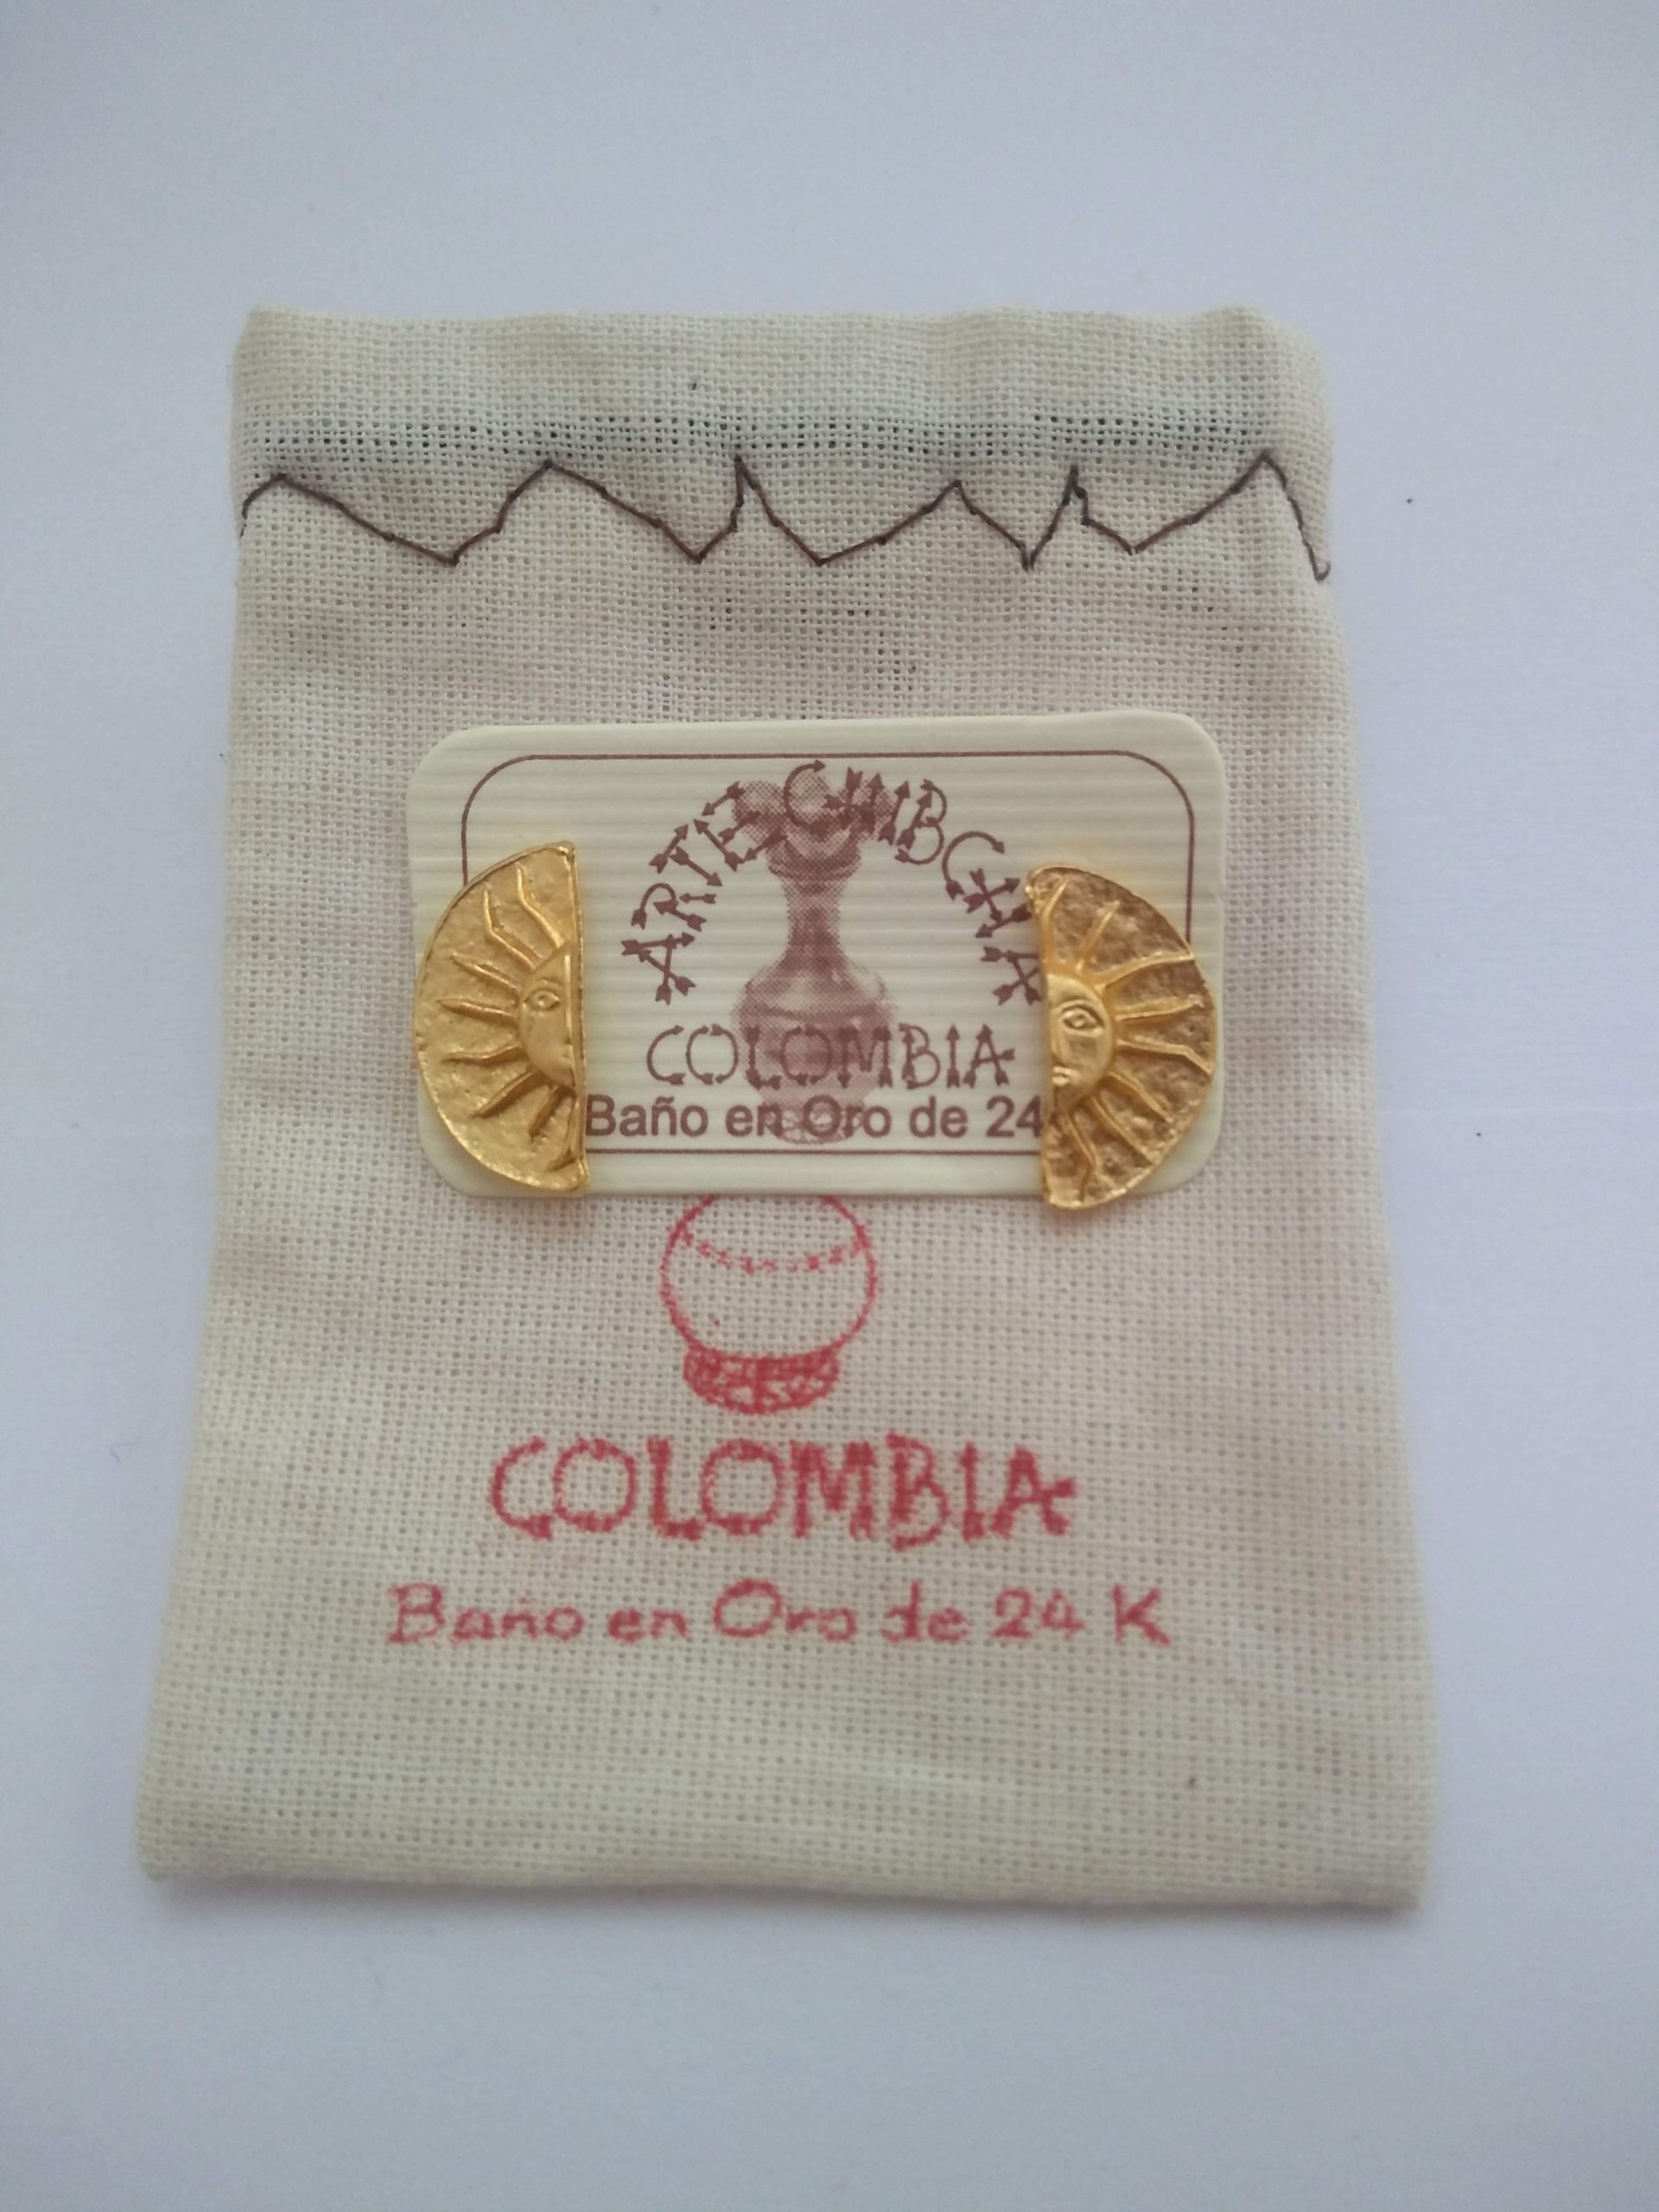 ARTE CHIBCHA
COLOMBIA
Baño en Oro de 24
COLOMBIA
Baño en Oro de 24 K